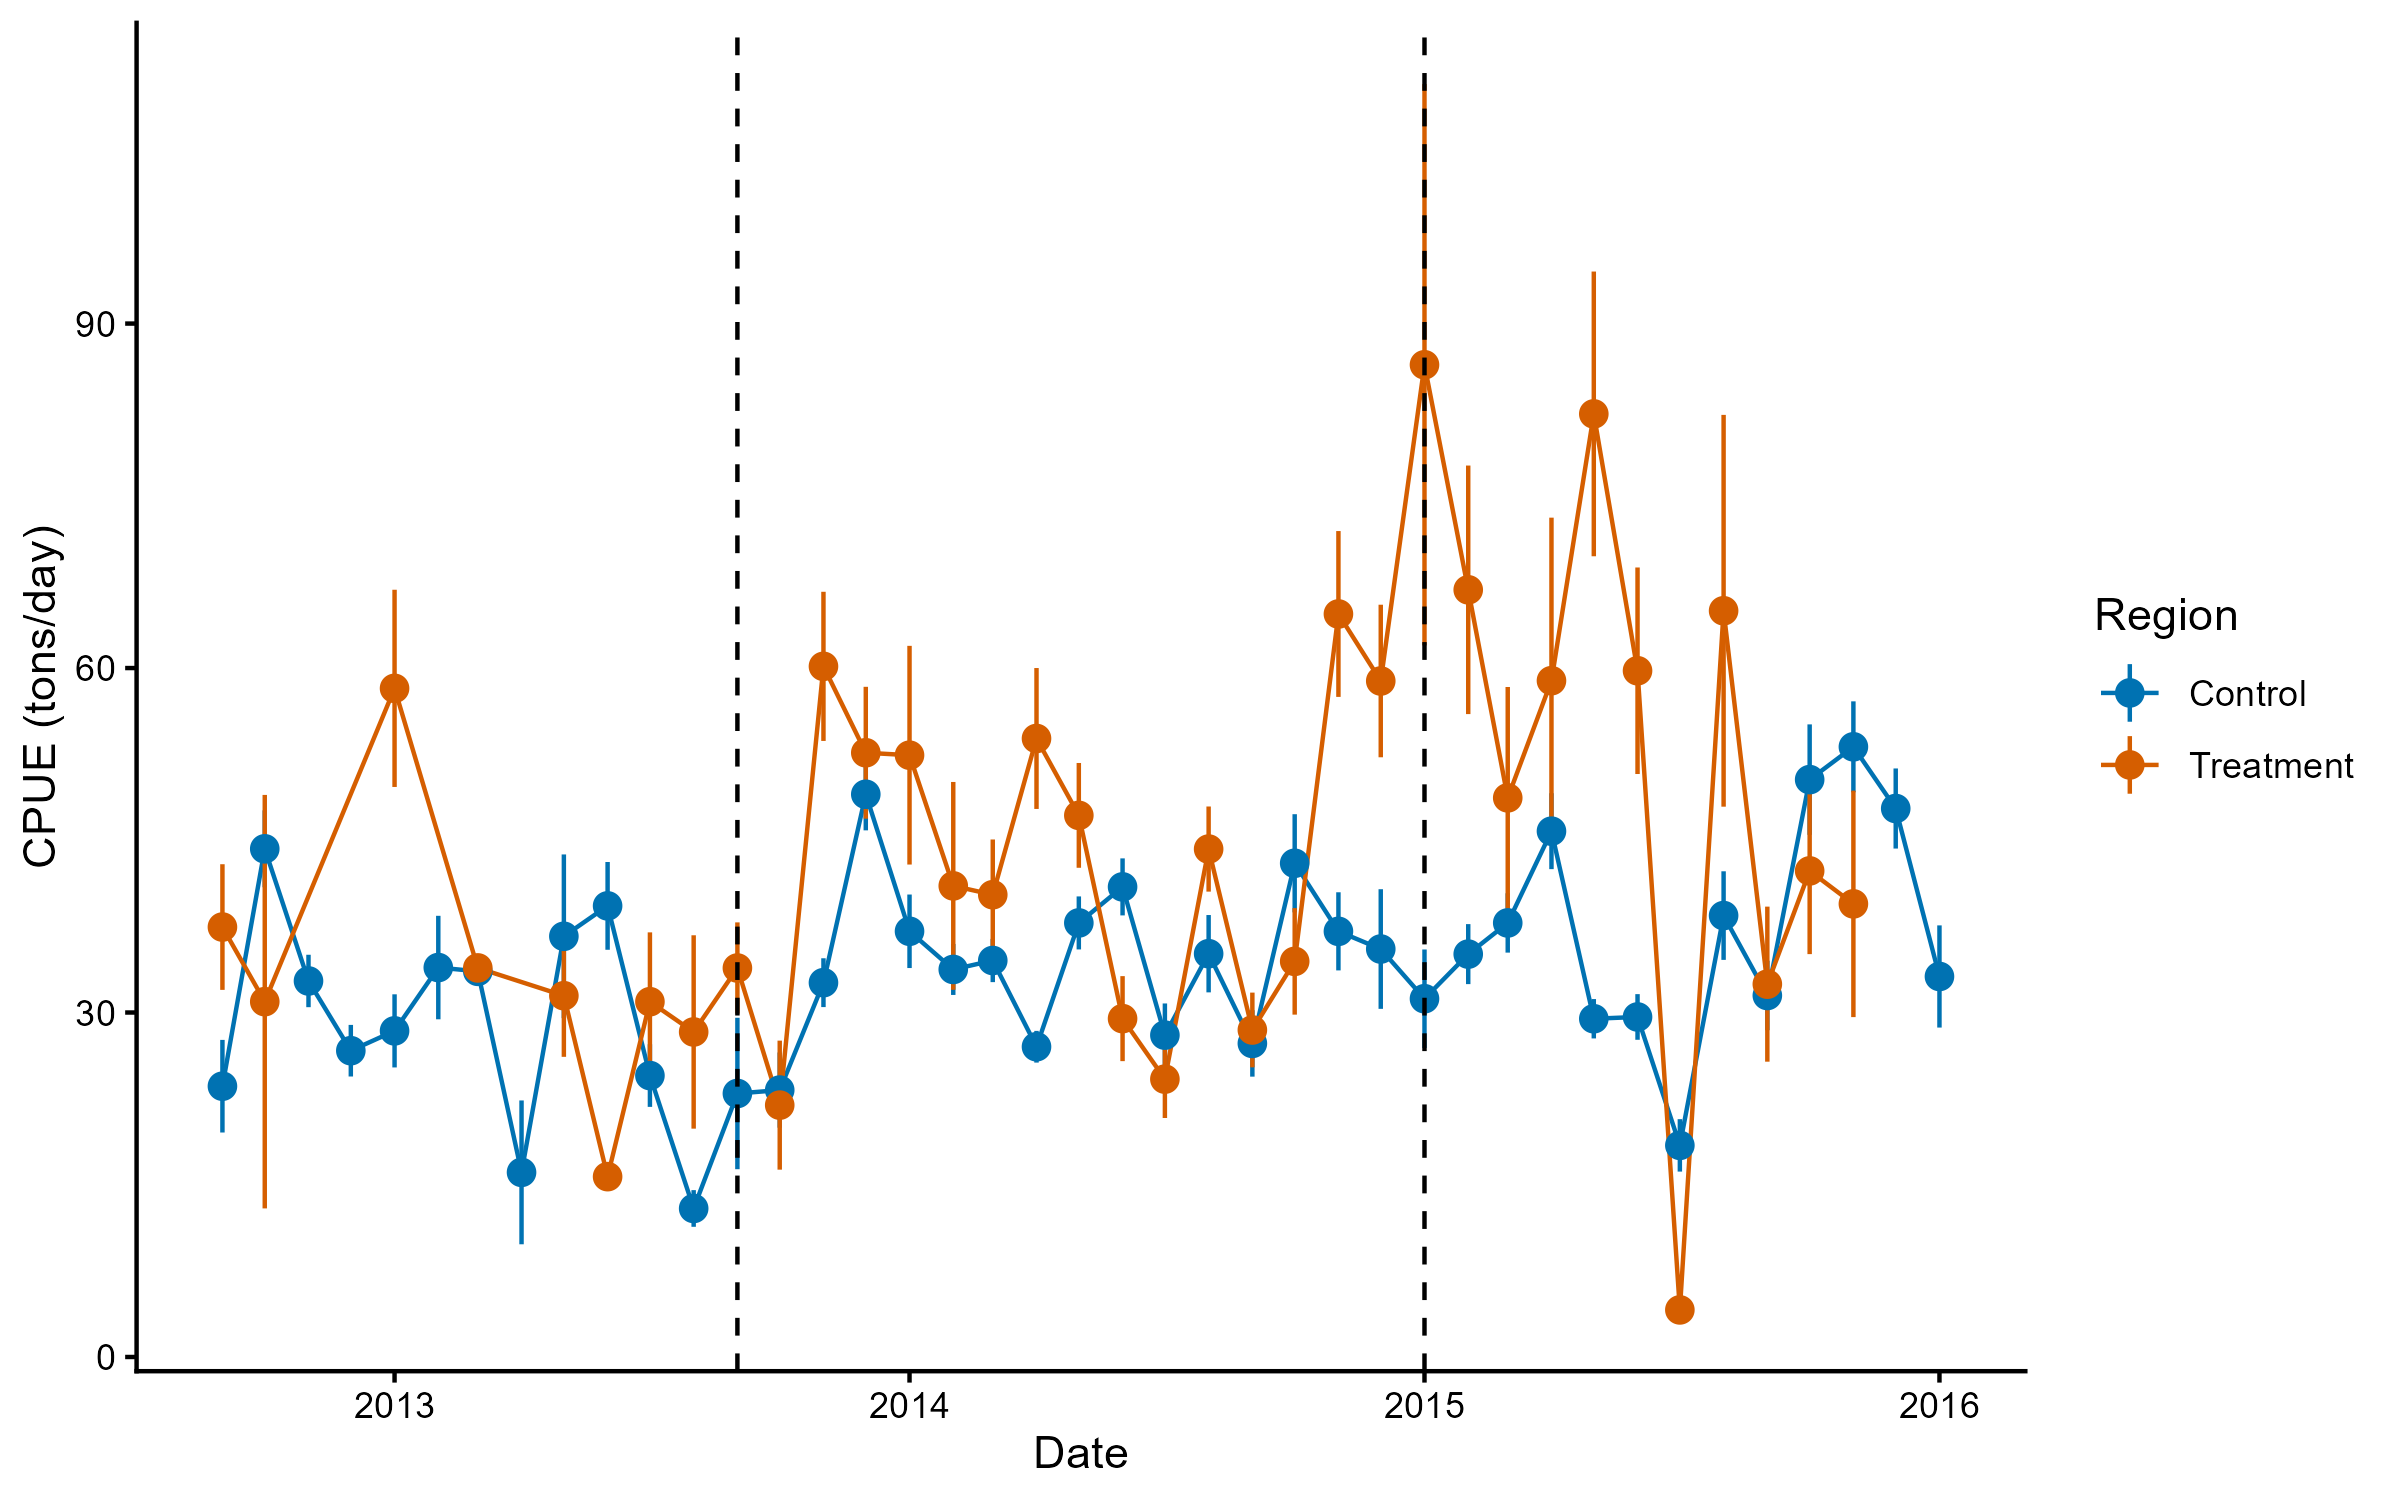 CPUE (tons/day)
90
60
30
0
2013
2014
2015
2016
Date
Region
Control
Treatment